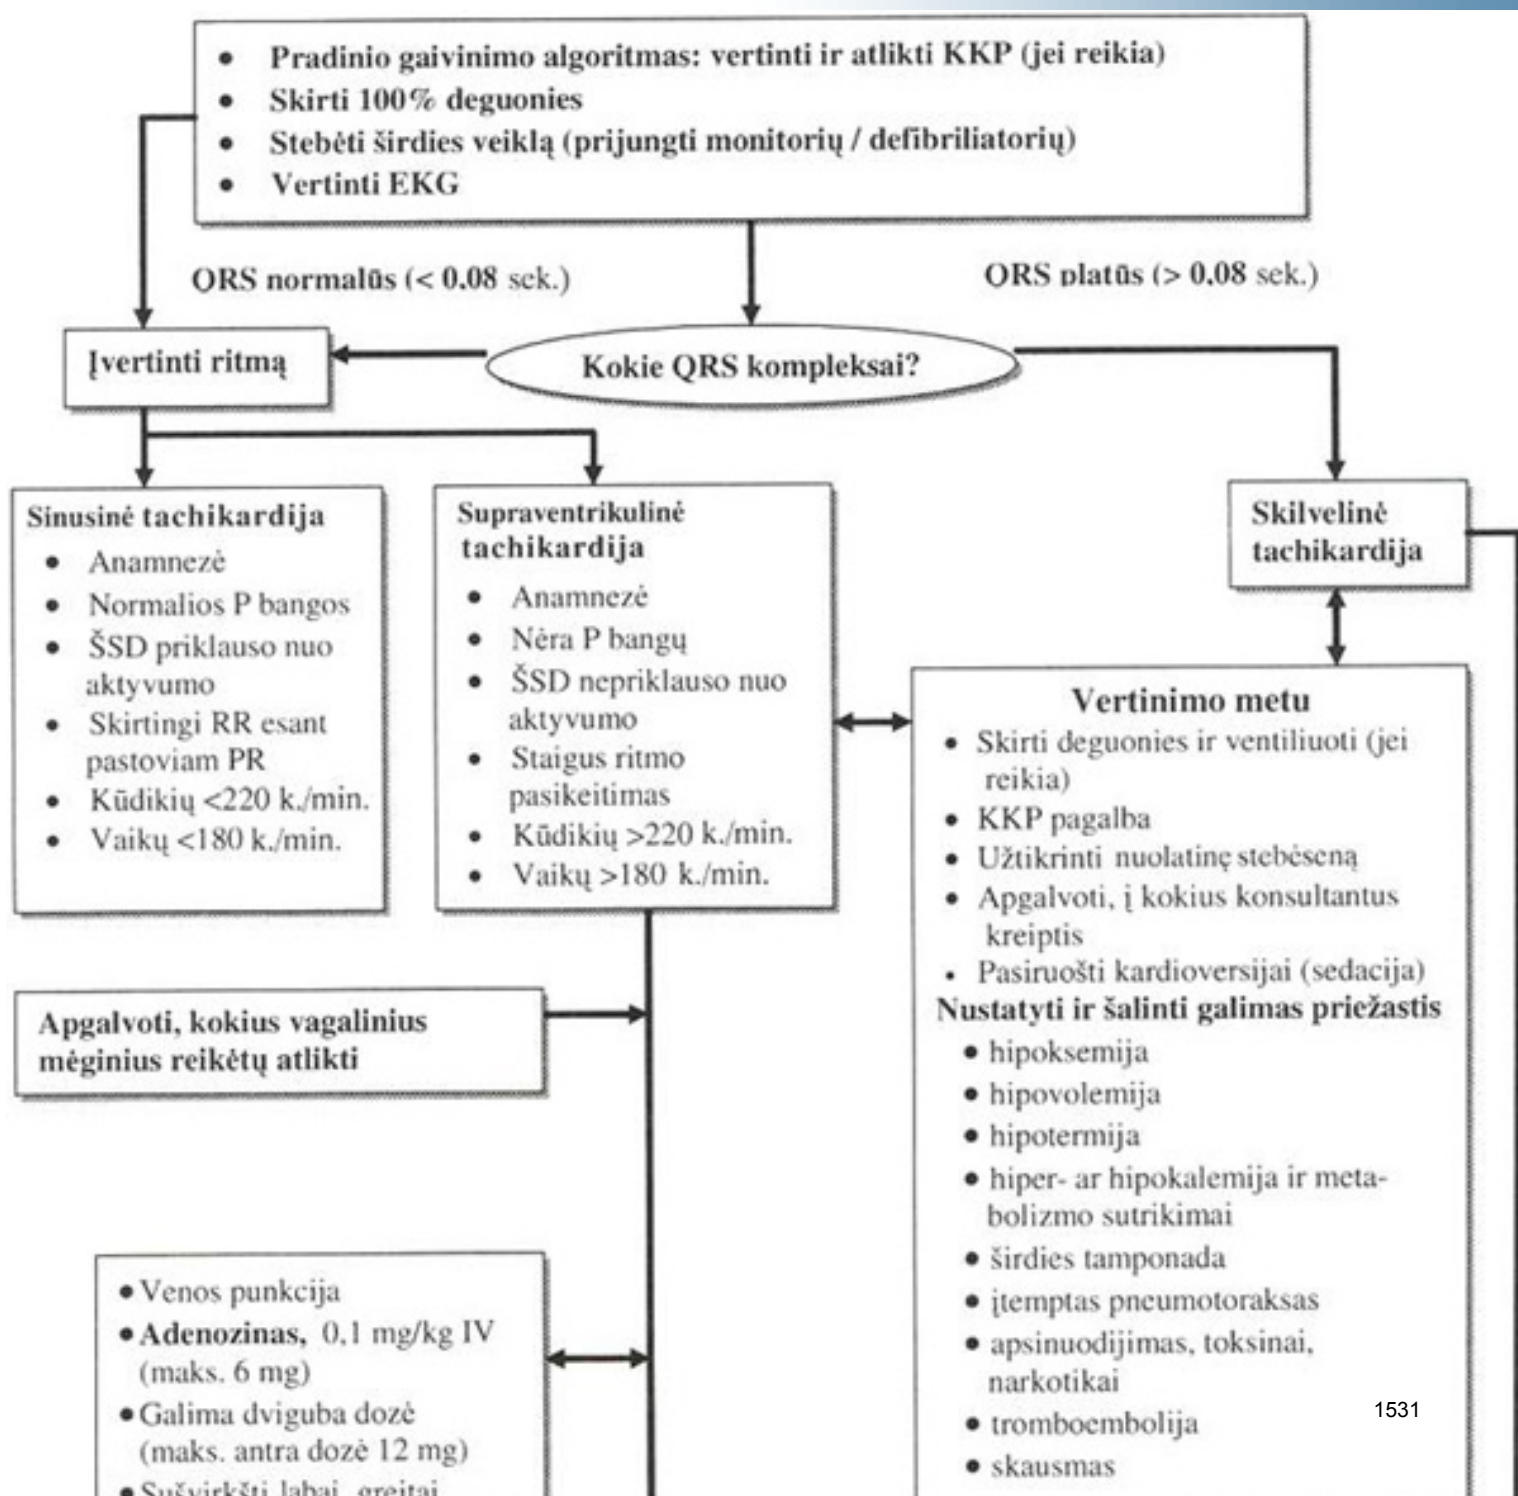 • Pradinio gaivinimo algoritmas: vertinti ir atlikti KKP (jei reikia)
• Skirti 100% deguonies
• Stebėti širdies veiklą (prijungti monitorių / defibriliatorių)
• Vertinti EKG
QRS normalūs (< 0.08 sek.)
QRS platūs (> 0.08 sek.)
Įvertinti ritmą
Kokie QRS kompleksai?
Sinusinė tachikardija
• Anamnezė
• Normalios P bangos
• ŠSD priklauso nuo
aktyvumo
• Skirtingi RR esant
pastoviam PR
• Kūdikių <220 k./min.
• Vaikų <180 k./min.
Supraventrikulinė
tachikardija
• Anamnezė
• Nėra P bangų
• ŠSD nepriklauso nuo
aktyvumo
• Staigus ritmo
pasikeitimas
• Kūdikių >220 k./min.
• Vaikų >180 k./min.
Skilvelinė
tachikardija
Vertinimo metu
• Skirti deguonies ir ventiliuoti (jei
reikia)
• KKP pagalba
• Užtikrinti nuolatinę stebėseną
• Apgalvoti, į kokius konsultantus
kreiptis
• Pasiruošti kardioversijai (sedacija)
Nustatyti ir šalinti galimas priežastis
• hipoksemija
• hipovolemija
• hipotermija
• hiper- ar hipokalemija ir meta-
bolizmo sutrikimai
• širdies tamponada
• įtemptas pneumotoraksas
• apsinuodijimas, toksinai,
narkotikai
• tromboembolija
• skausmas
Apgalvoti, kokius vagalinius
mėginius reikėtų atlikti
• Venos punkcija
• Adenozinas, 0,1 mg/kg IV
(maks. 6 mg)
• Galima dviguba dozė
(maks. antra dozė 12 mg)
• Sušvirkšti labai greitai
1531